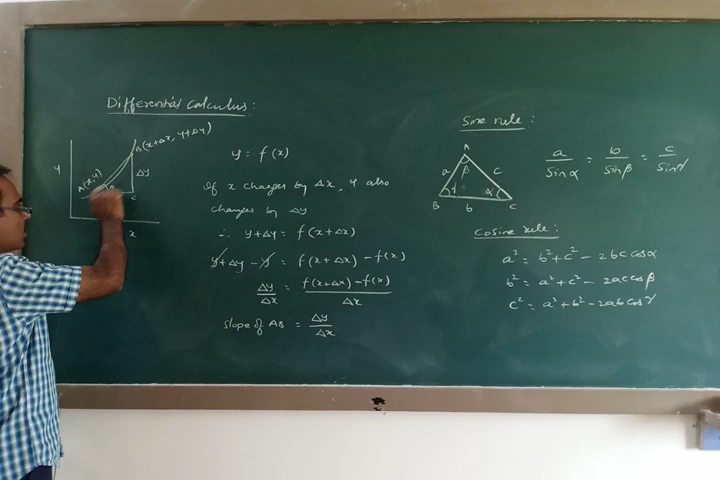 Differential calculus:
B(x+Δx, y+Δy)
y
A(x,y)
Δy
C
x
y = f(x)
If x changes by Δx, y also
changes by Δy
∴ y+Δy = f(x+Δx)
y+Δy-y = f(x+Δx)-f(x)
Δy/Δx = f(x+Δx)-f(x)/Δx
slope of AB = Δy/Δx
Sine rule:
A
a β c
γ α
B b C
a/sinα = b/sinβ = c/sinγ
Cosine rule:
a² = b²+c² - 2bc cosα
b² = a²+c² - 2ac cosβ
c² = a²+b² - 2ab cosγ